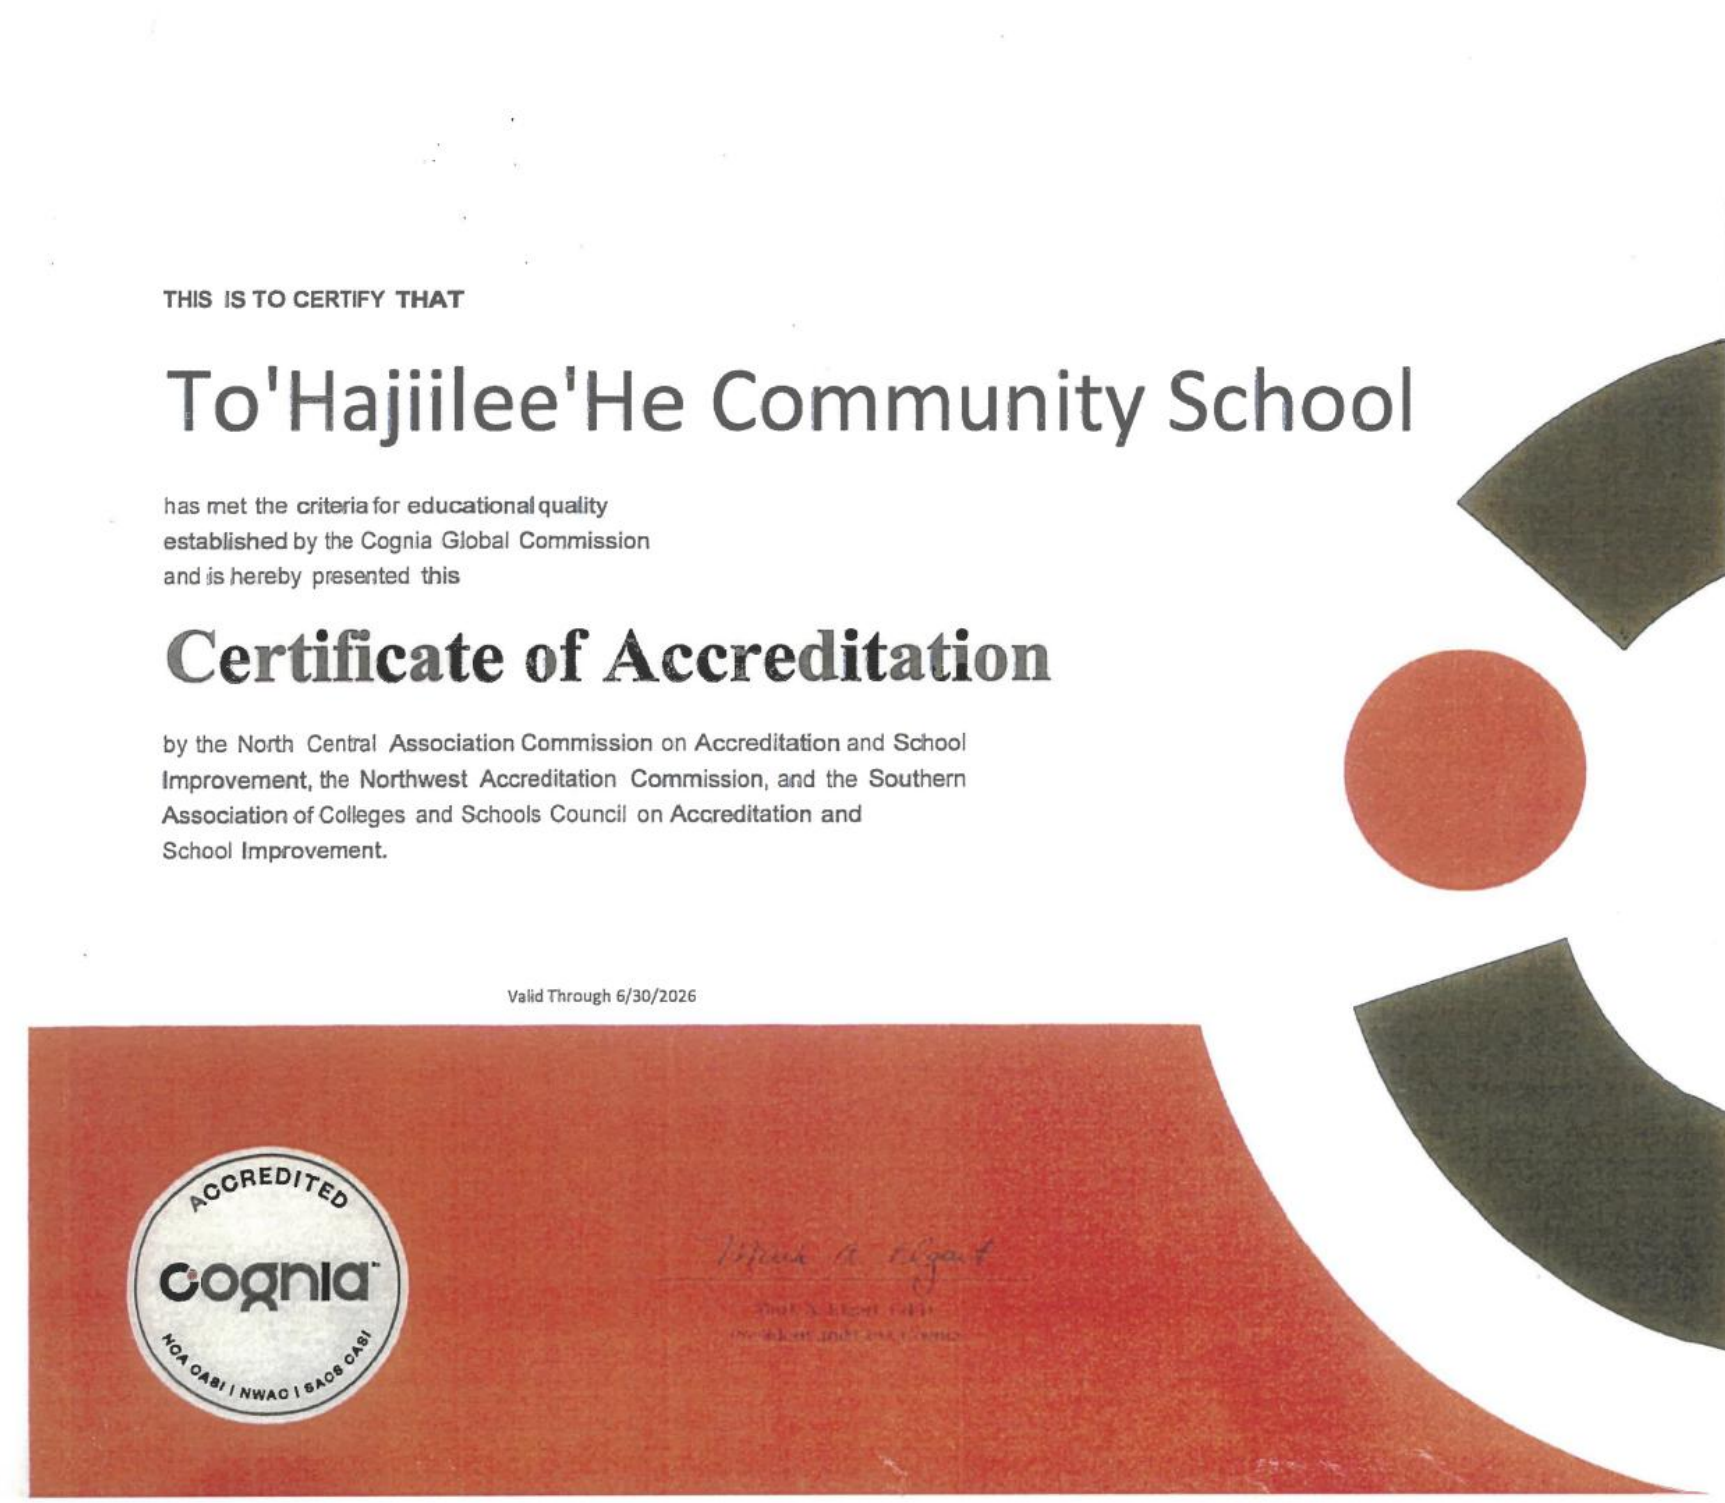 THIS IS TO CERTIFY THAT
To'Hajiilee'He Community School
has met the criteria for educational quality
established by the Cognia Global Commission
and is hereby presented this
Certificate of Accreditation
by the North Central Association Commission on Accreditation and School
Improvement, the Northwest Accreditation Commission, and the Southern
Association of Colleges and Schools Council on Accreditation and
School Improvement.
Valid Through 6/30/2026
ACCREDITED
cognia™
NCA CASI | NWAC | SACS CASI
Mark A Elgart